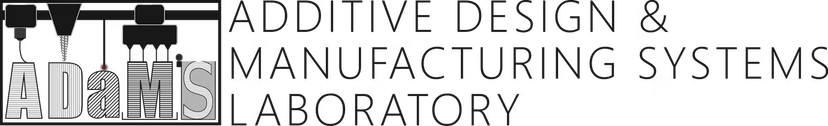 ADaMS
ADDITIVE DESIGN &
MANUFACTURING SYSTEMS
LABORATORY